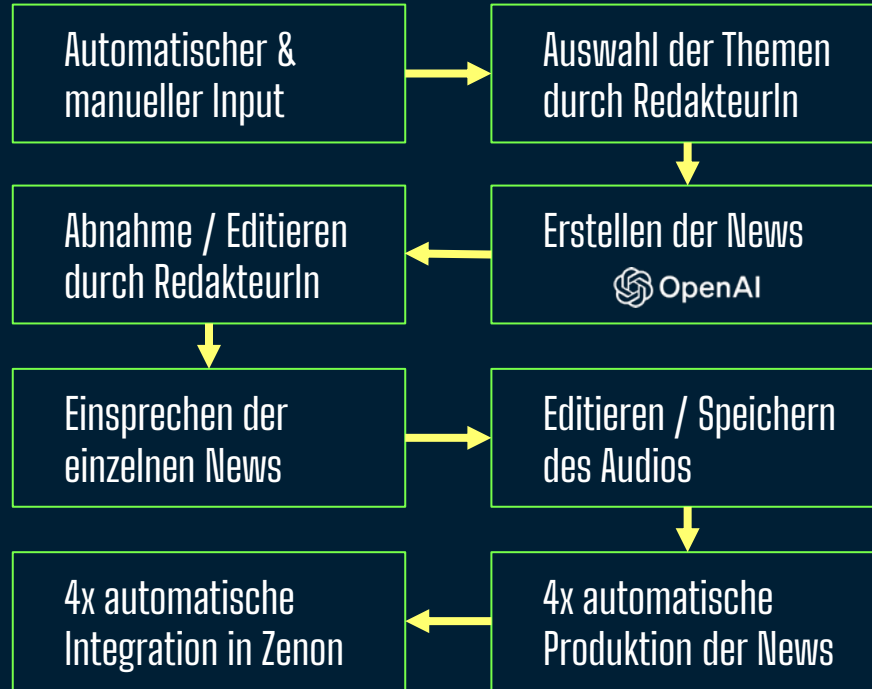 Automatischer &
manueller Input
Auswahl der Themen
durch RedakteurIn
Erstellen der News
OpenAI
Abnahme / Editieren
durch RedakteurIn
Einsprechen der
einzelnen News
Editieren / Speichern
des Audios
4x automatische
Produktion der News
4x automatische
Integration in Zenon